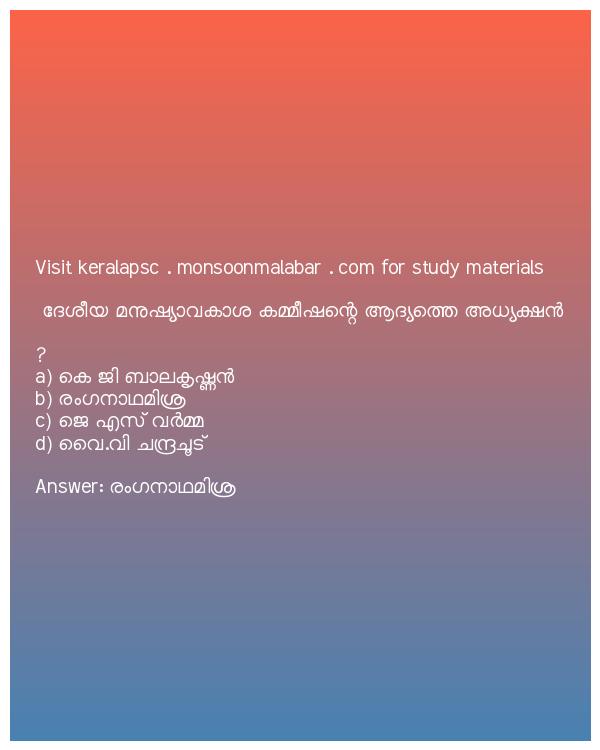 Visit keralapsc . monsoonmalabar . com for study materials
ദേശീയ മനുഷ്യാവകാശ കമ്മീഷന്റെ ആദ്യത്തെ അധ്യക്ഷൻ
?
a) കെ ജി ബാലകൃഷ്ണൻ
b) രംഗനാഥമിശ്ര
c) ജെ എസ് വർമ്മ
d) വൈ.വി ചന്ദ്രചൂട്
Answer: രംഗനാഥമിശ്ര